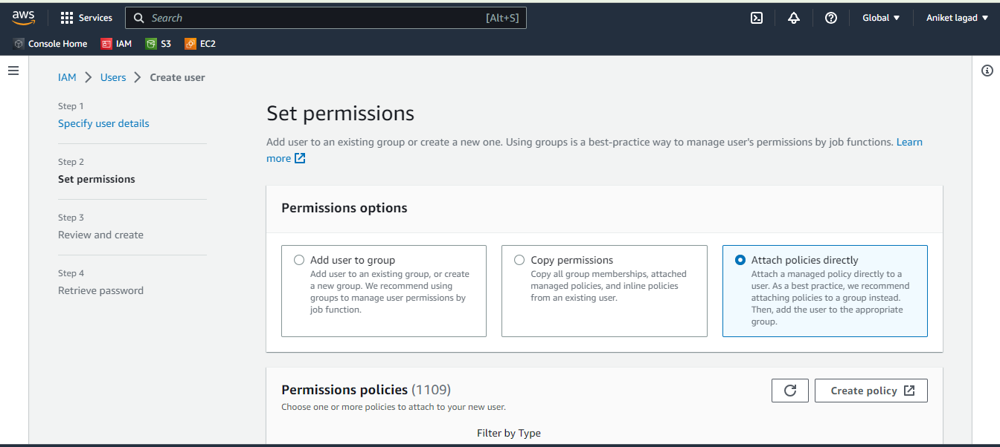 aws
Services
Search
[Alt+S]
Global
Aniket lagad
Console Home
IAM
S3
EC2
IAM
Users
Create user
Step 1
Specify user details
Step 2
Set permissions
Step 3
Review and create
Step 4
Retrieve password
Set permissions
Add user to an existing group or create a new one. Using groups is a best-practice way to manage user's permissions by job functions. Learn
more
Permissions options
Add user to group
Add user to an existing group, or create
a new group. We recommend using
groups to manage user permissions by
job function.
Copy permissions
Copy all group memberships, attached
managed policies, and inline policies
from an existing user.
Attach policies directly
Attach a managed policy directly to a
user. As a best practice, we recommend
attaching policies to a group instead.
Then, add the user to the appropriate
group.
Permissions policies (1109)
Choose one or more policies to attach to your new user.
Create policy
Filter by Type